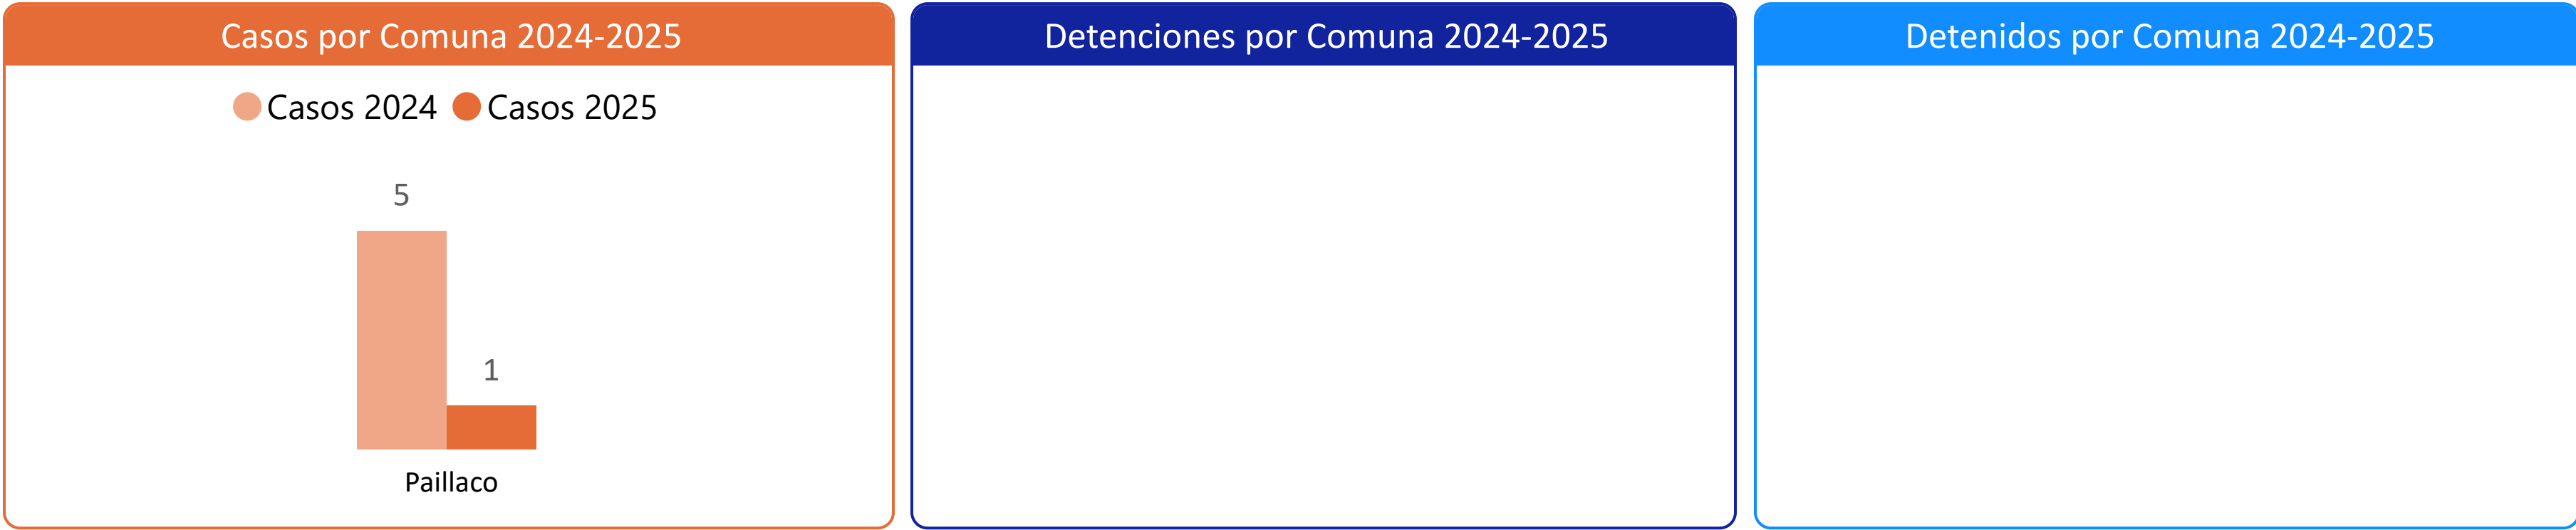 Casos por Comuna 2024-2025
Casos 2024 Casos 2025
5
1
Paillaco
Detenciones por Comuna 2024-2025
Detenidos por Comuna 2024-2025